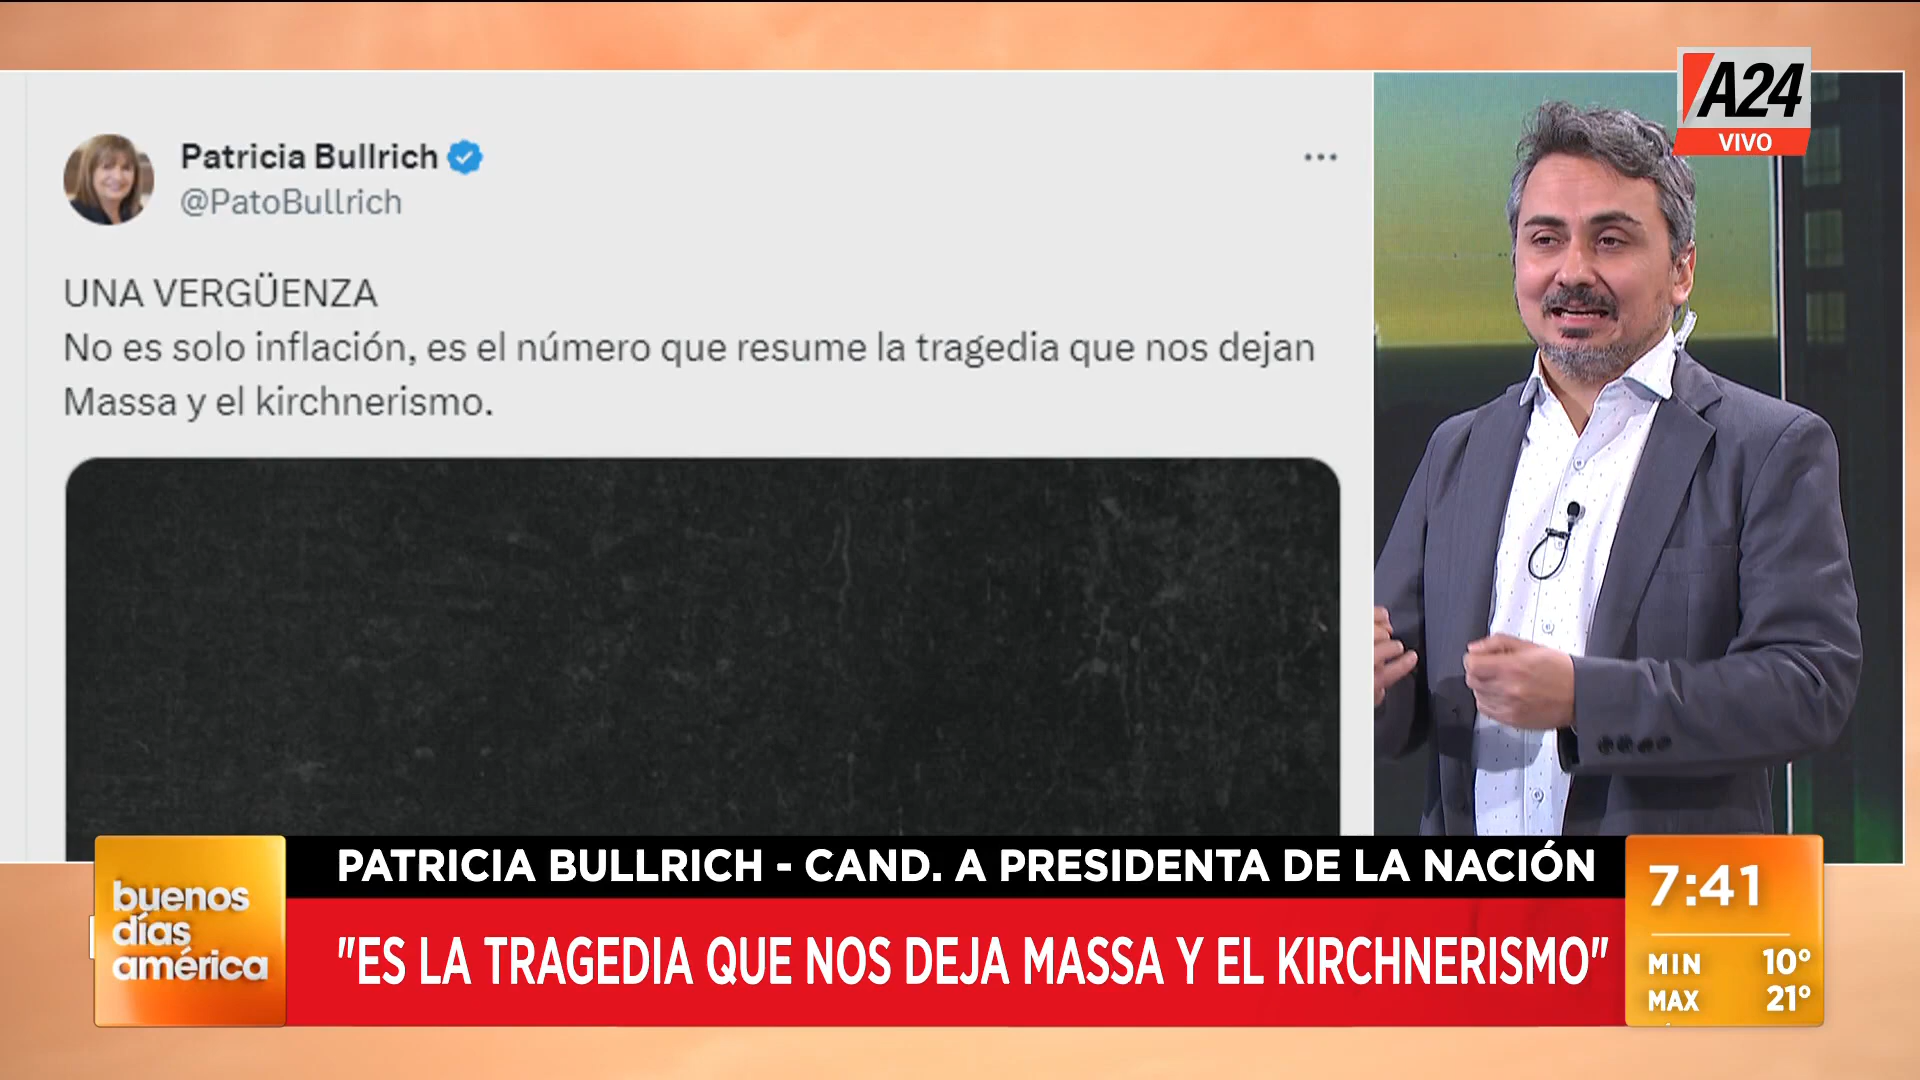 A24
VIVO
Patricia Bullrich
@PatoBullrich
UNA VERGÜENZA
No es solo inflación, es el número que resume la tragedia que nos dejan
Massa y el kirchnerismo.
PATRICIA BULLRICH - CAND. A PRESIDENTA DE LA NACIÓN
"ES LA TRAGEDIA QUE NOS DEJA MASSA Y EL KIRCHNERISMO"
buenos
días
américa
7:41
MIN 10°
MAX 21°